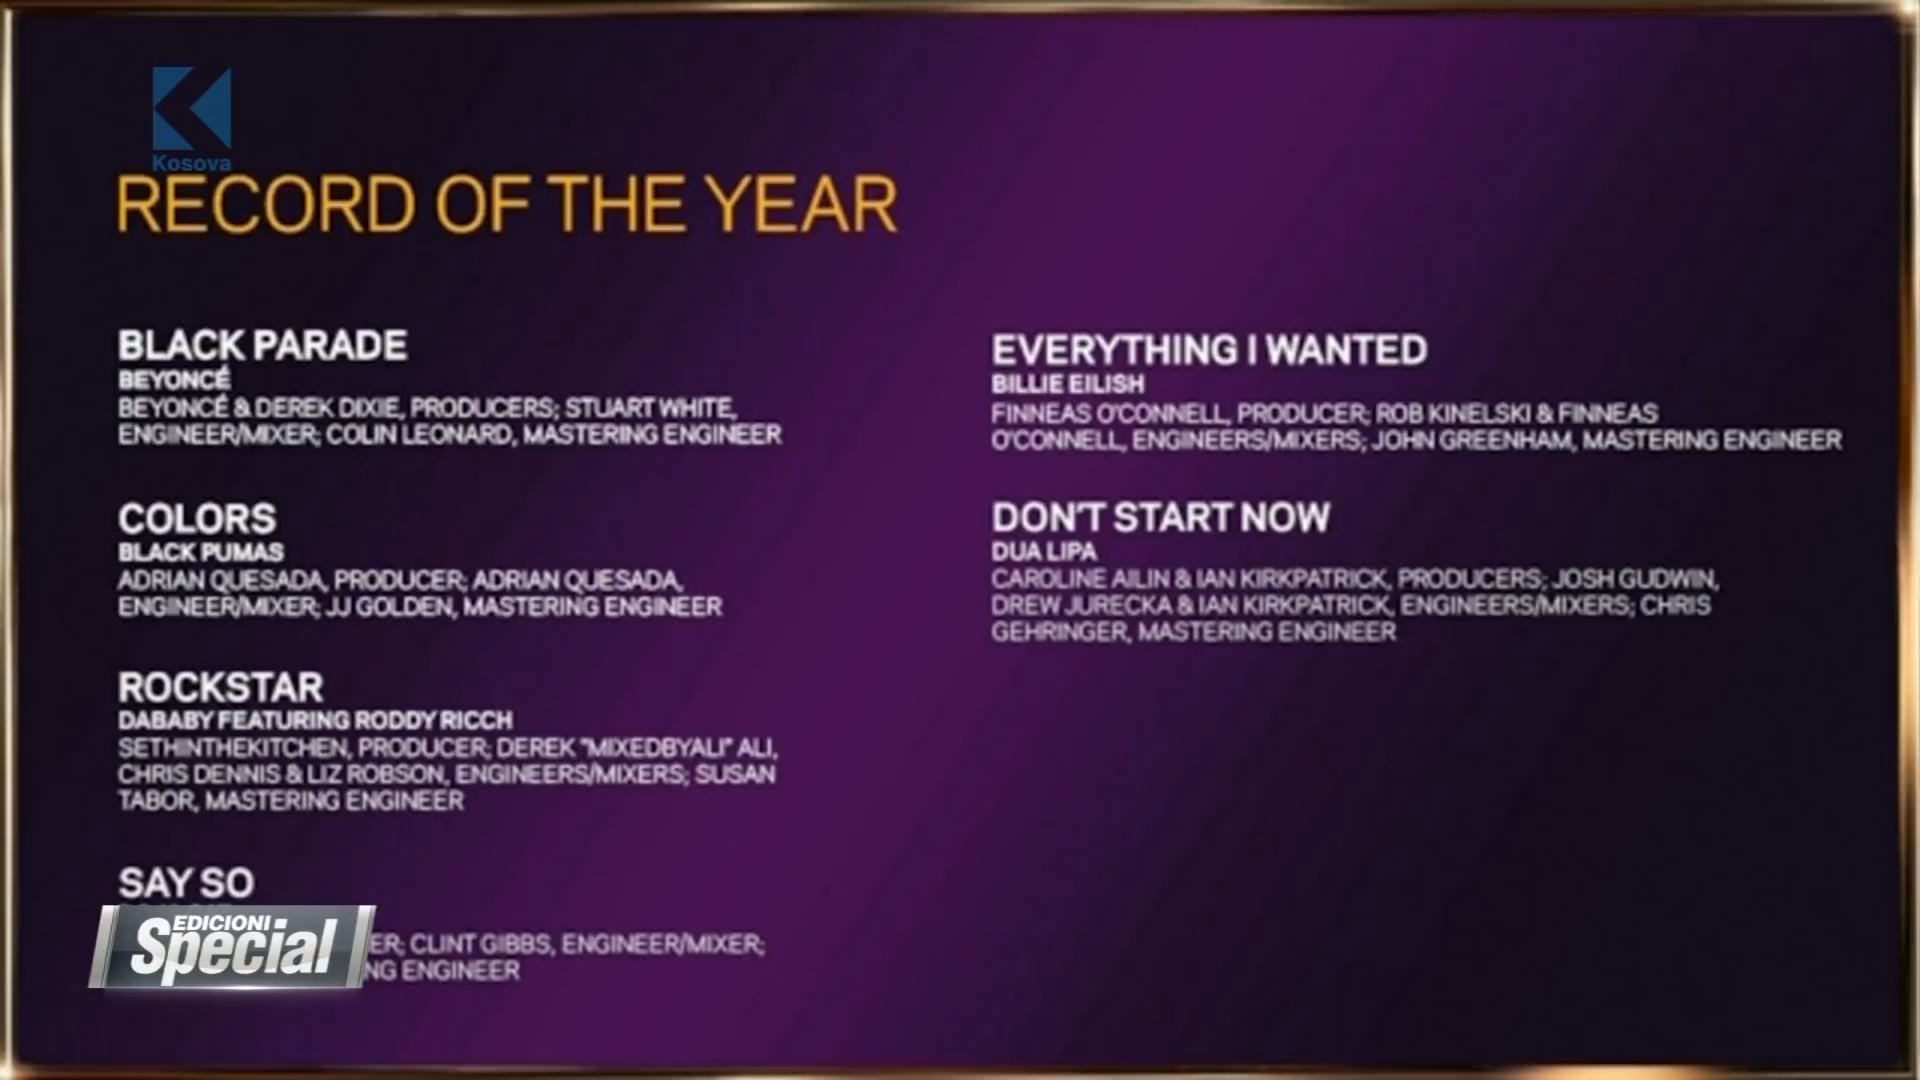 Kosova
RECORD OF THE YEAR
BLACK PARADE
BEYONCÉ
BEYONCÉ & DEREK DIXIE, PRODUCERS; STUART WHITE,
ENGINEER/MIXER; COLIN LEONARD, MASTERING ENGINEER
COLORS
BLACK PUMAS
ADRIAN QUESADA, PRODUCER; ADRIAN QUESADA,
ENGINEER/MIXER; JJ GOLDEN, MASTERING ENGINEER
ROCKSTAR
DABABY FEATURING RODDY RICCH
SETHINTHEKITCHEN, PRODUCER; DEREK "MIXEDBYALI" ALI,
CHRIS DENNIS & LIZ ROBSON, ENGINEERS/MIXERS; SUSAN
TABOR, MASTERING ENGINEER
SAY SO
ER; CLINT GIBBS, ENGINEER/MIXER;
NG ENGINEER
EVERYTHING I WANTED
BILLIE EILISH
FINNEAS O'CONNELL, PRODUCER; ROB KINELSKI & FINNEAS
O'CONNELL, ENGINEERS/MIXERS; JOHN GREENHAM, MASTERING ENGINEER
DON'T START NOW
DUA LIPA
CAROLINE AILIN & IAN KIRKPATRICK, PRODUCERS; JOSH GUDWIN,
DREW JURECKA & IAN KIRKPATRICK, ENGINEERS/MIXERS; CHRIS
GEHRINGER, MASTERING ENGINEER
EDICIONI
Special